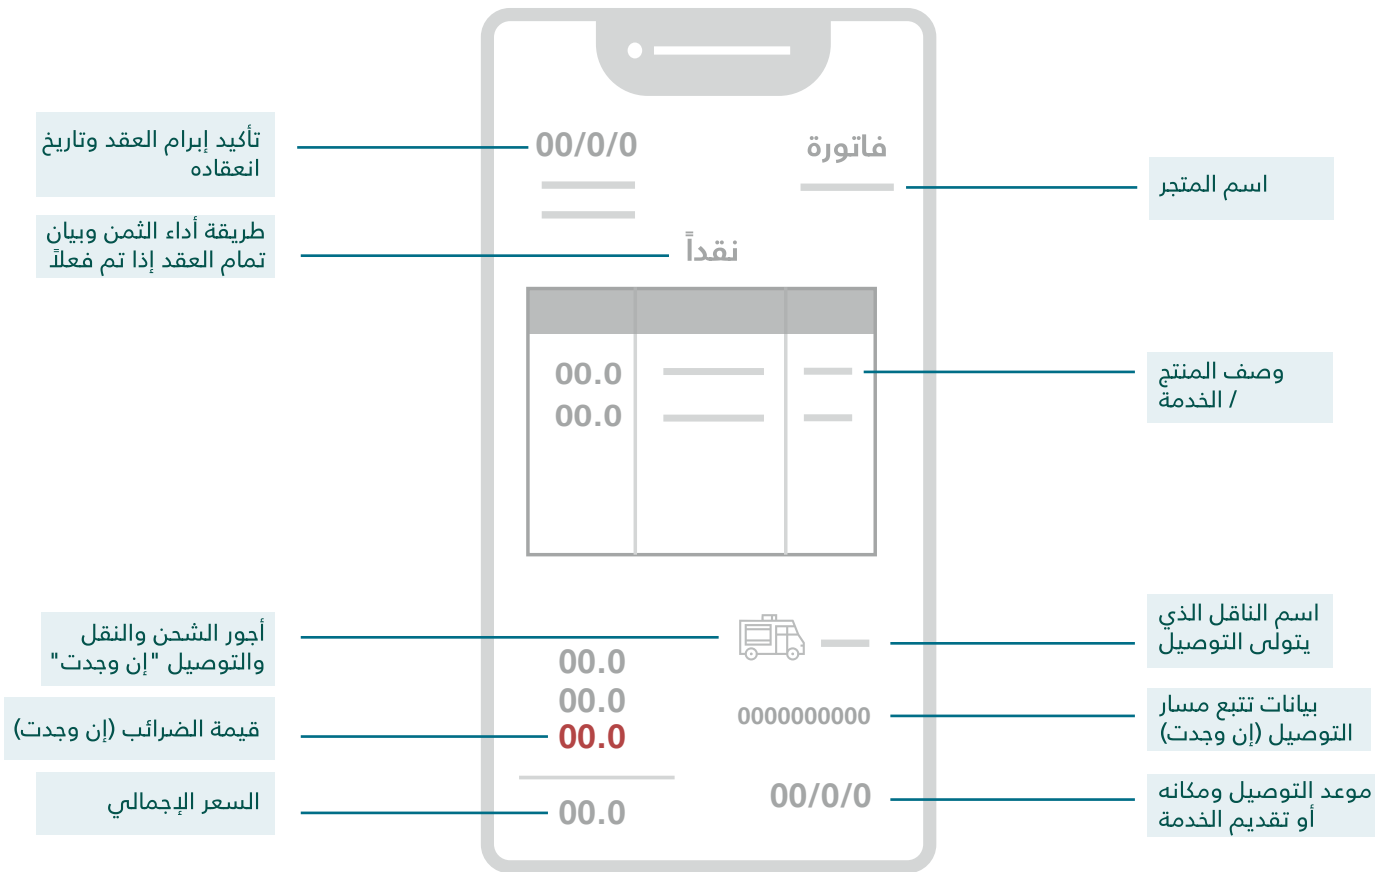 فاتورة
00/0/0
نقداً
00.0
00.0
00.0
00.0
00.0
0000000000
00/0/0
00.0
اسم المتجر
وصف المنتج
/ الخدمة
اسم الناقل الذي
يتولى التوصيل
بيانات تتبع مسار
التوصيل (إن وجدت)
موعد التوصيل ومكانه
أو تقديم الخدمة
تأكيد إبرام العقد وتاريخ
انعقاده
طريقة أداء الثمن وبيان
تمام العقد إذا تم فعلاً
أجور الشحن والنقل
والتوصيل "إن وجدت"
قيمة الضرائب (إن وجدت)
السعر الإجمالي